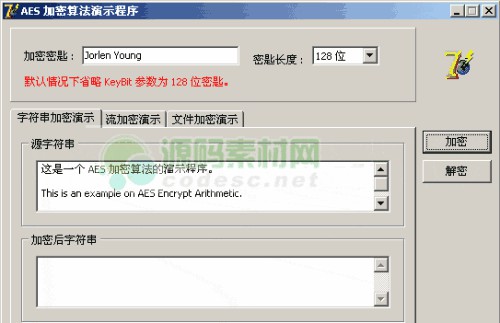 AES 加密算法演示程序
加密密匙： Jorlen Young 密匙长度： 128 位
默认情况下省略 KeyBit 参数为 128 位密匙。
字符串加密演示 流加密演示 文件加密演示
源字符串
加密
这是一个 AES 加密算法的演示程序。
解密
This is an example on AES Encrypt Arithmetic.
源码素材网
codesc.net
加密后字符串